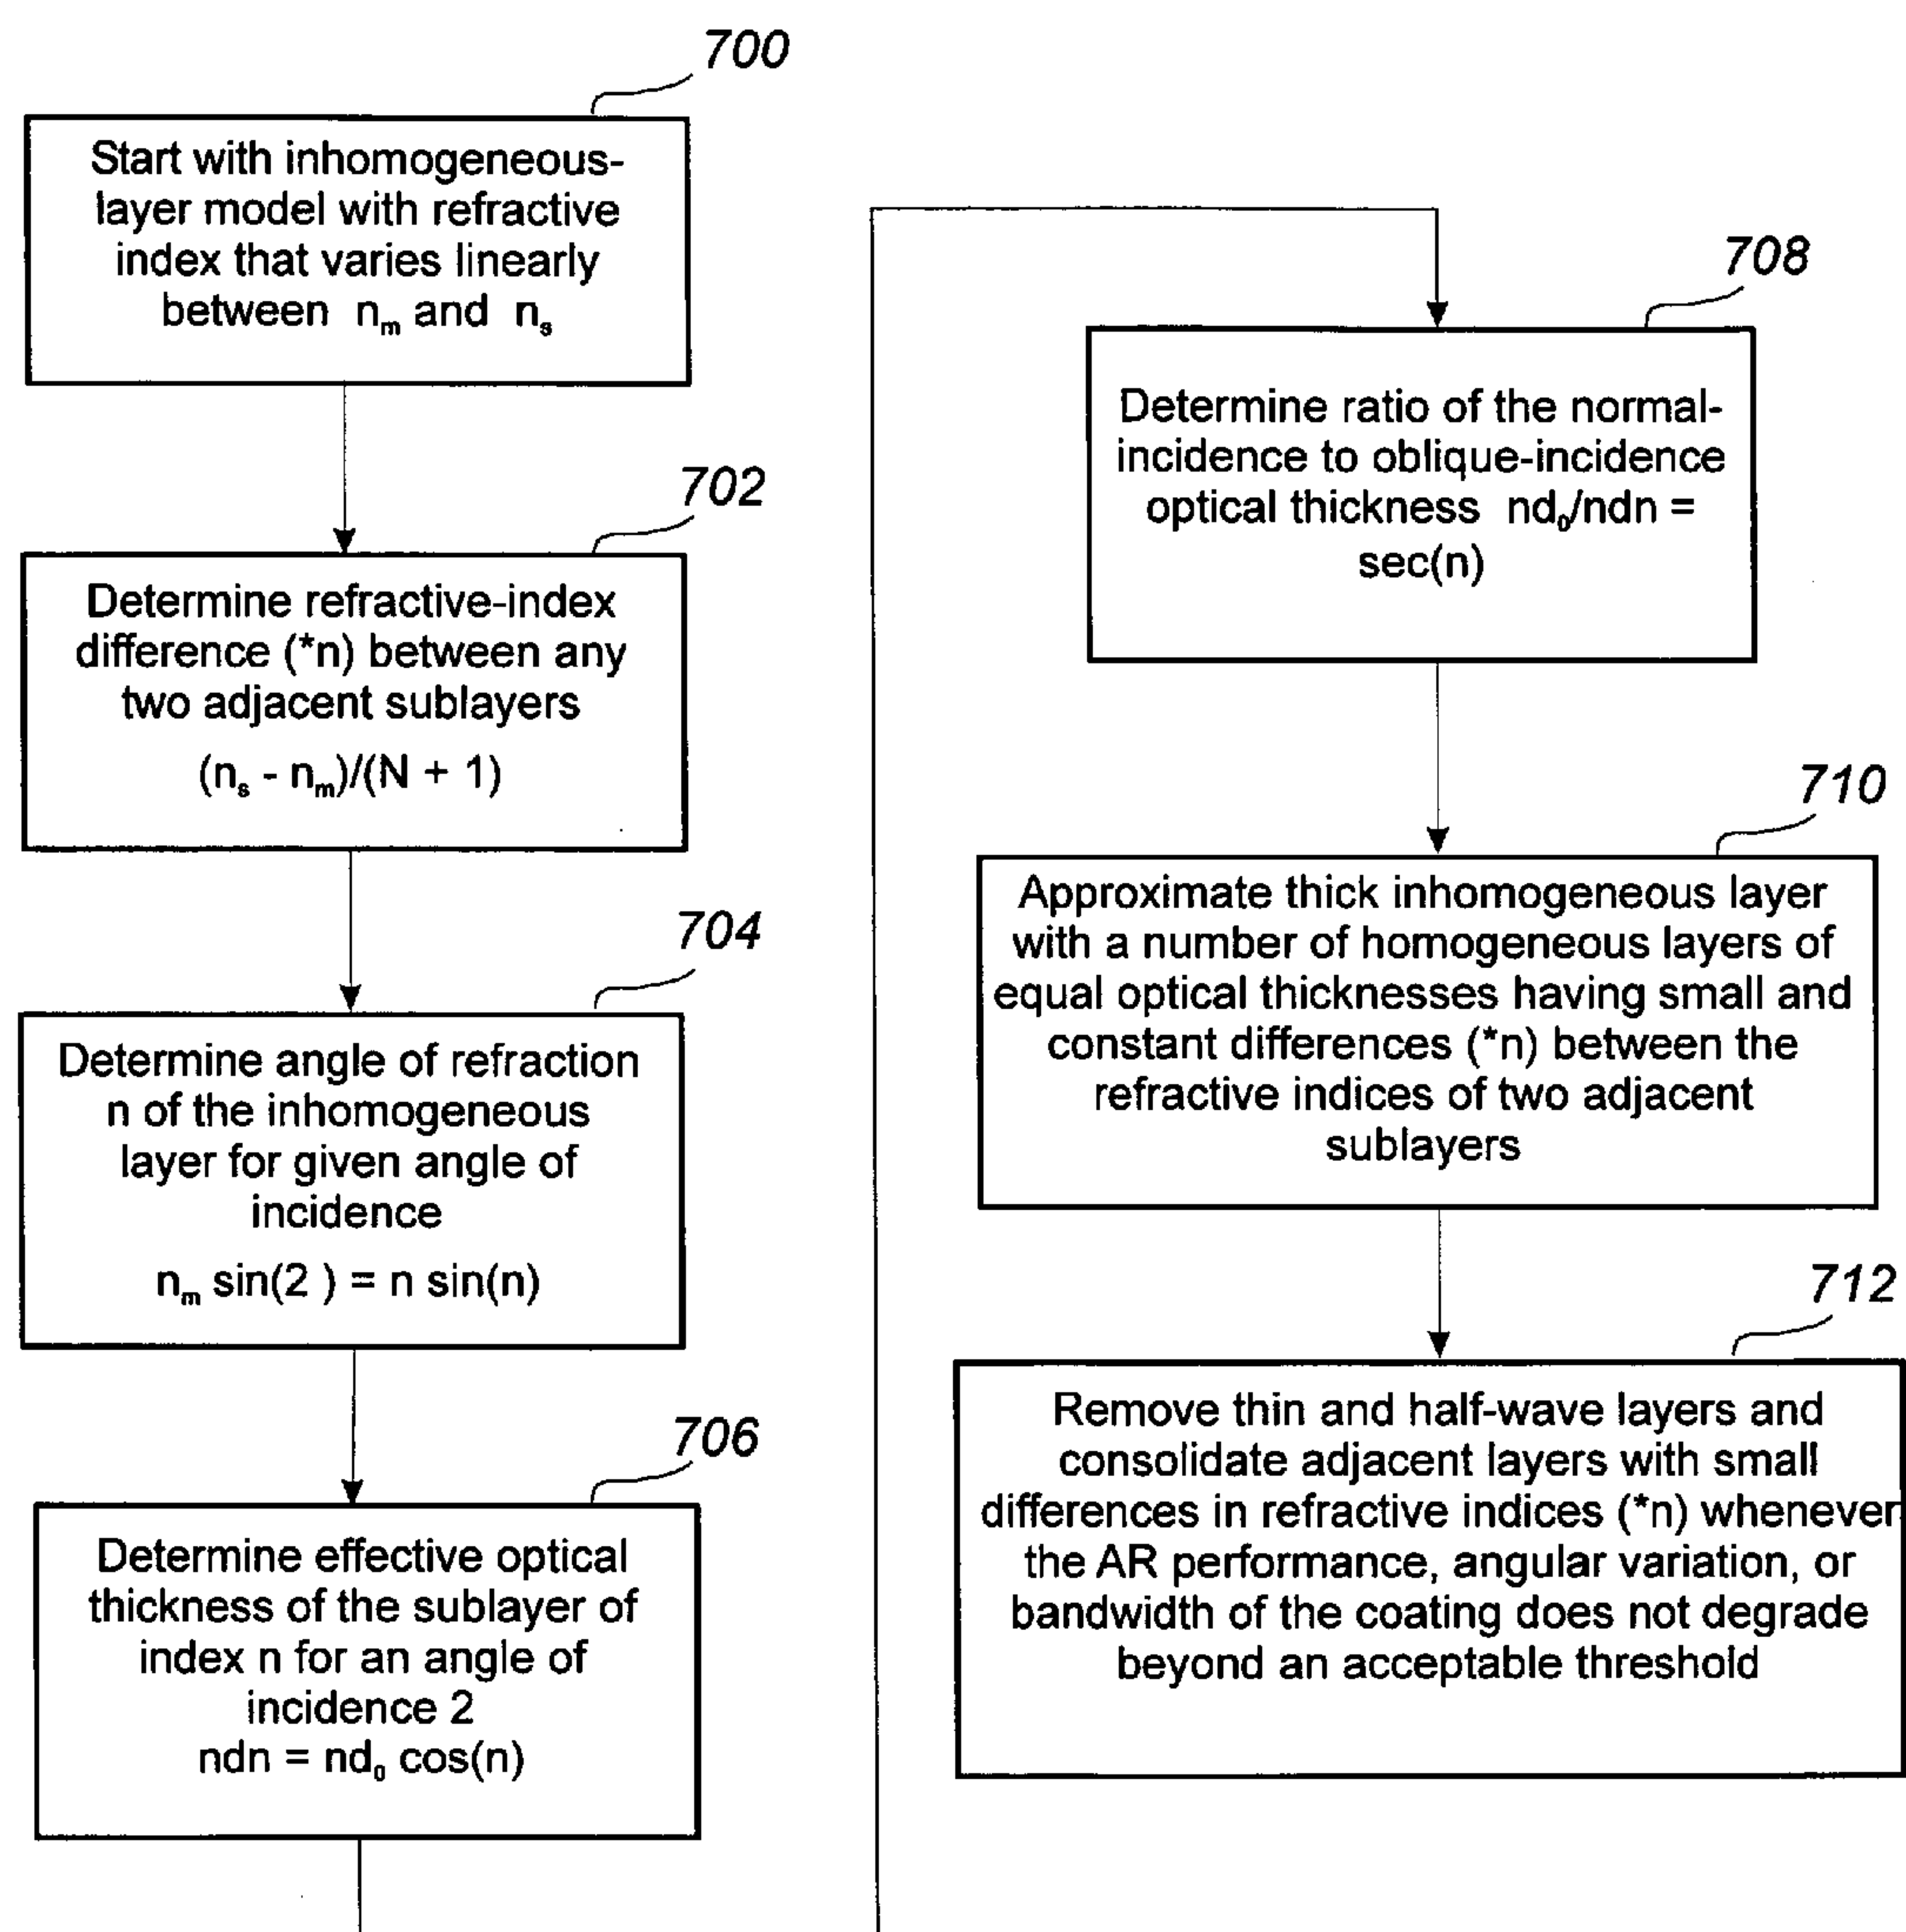 700
Start with inhomogeneous-
layer model with refractive
index that varies linearly
between nₘ and nₛ
702
Determine refractive-index
difference (*n) between any
two adjacent sublayers
(nₛ - nₘ)/(N + 1)
704
Determine angle of refraction
n of the inhomogeneous
layer for given angle of
incidence
nₘ sin(2 ) = n sin(n)
706
Determine effective optical
thickness of the sublayer of
index n for an angle of
incidence 2
ndn = nd₀ cos(n)
708
Determine ratio of the normal-
incidence to oblique-incidence
optical thickness nd₀/ndn =
sec(n)
710
Approximate thick inhomogeneous layer
with a number of homogeneous layers of
equal optical thicknesses having small and
constant differences (*n) between the
refractive indices of two adjacent
sublayers
712
Remove thin and half-wave layers and
consolidate adjacent layers with small
differences in refractive indices (*n) whenever
the AR performance, angular variation, or
bandwidth of the coating does not degrade
beyond an acceptable threshold